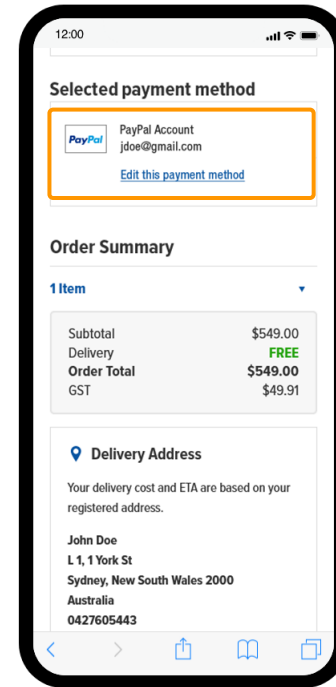 12:00
Selected payment method
PayPal
PayPal Account
jdoe@gmail.com
Edit this payment method
Order Summary
1 Item
Subtotal $549.00
Delivery FREE
Order Total $549.00
GST $49.91
Delivery Address
Your delivery cost and ETA are based on your
registered address.
John Doe
L 1, 1 York St
Sydney, New South Wales 2000
Australia
0427605443